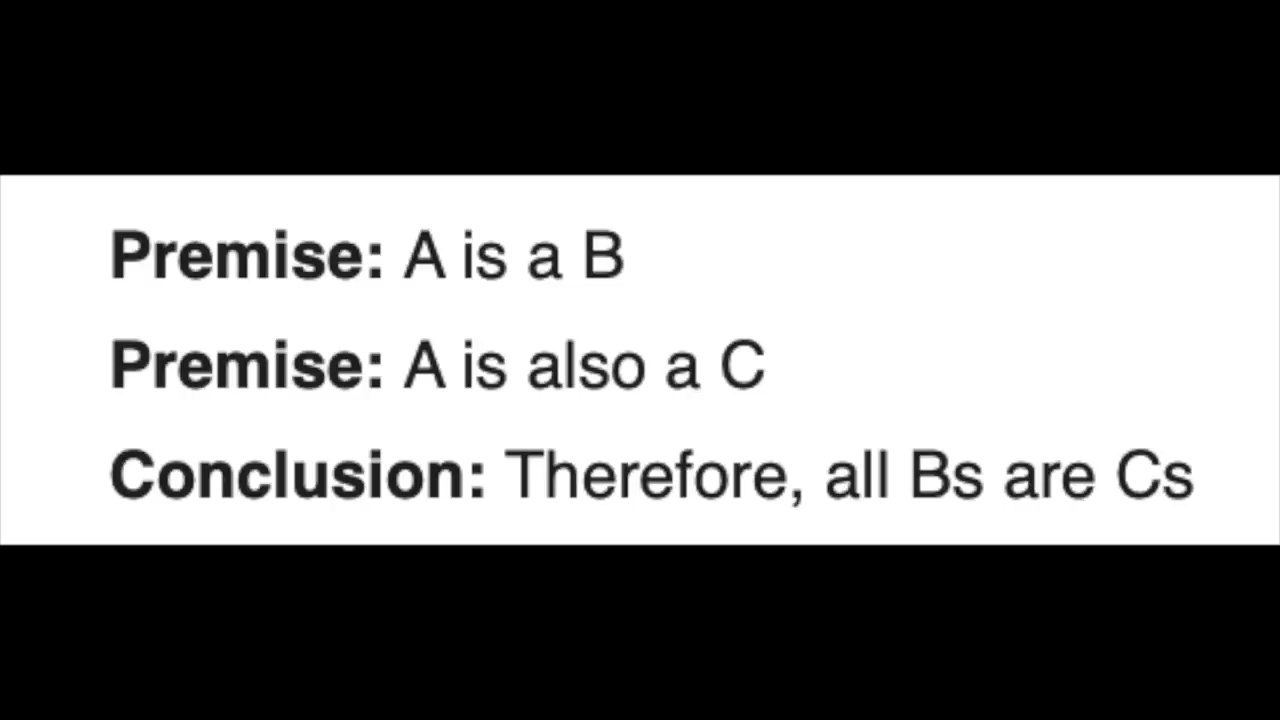 Premise: A is a B
Premise: A is also a C
Conclusion: Therefore, all Bs are Cs